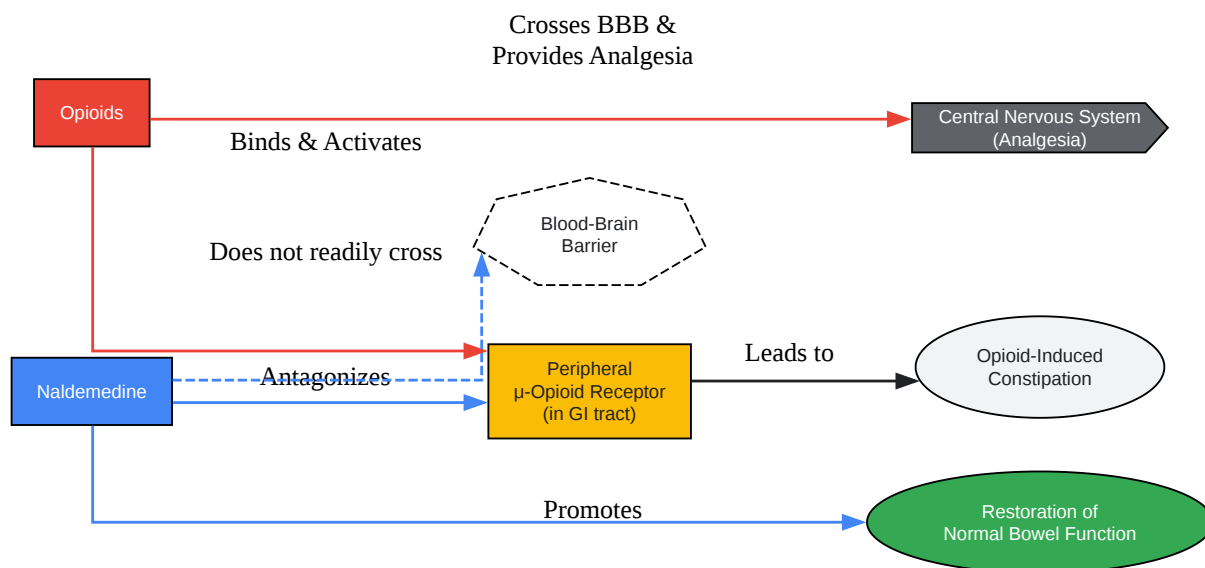 Crosses BBB &
Provides Analgesia
Opioids
Central Nervous System
(Analgesia)
Binds & Activates
Blood-Brain
Barrier
Does not readily cross
Naldemedine
Antagonizes
Peripheral
μ-Opioid Receptor
(in GI tract)
Leads to
Opioid-Induced
Constipation
Promotes
Restoration of
Normal Bowel Function